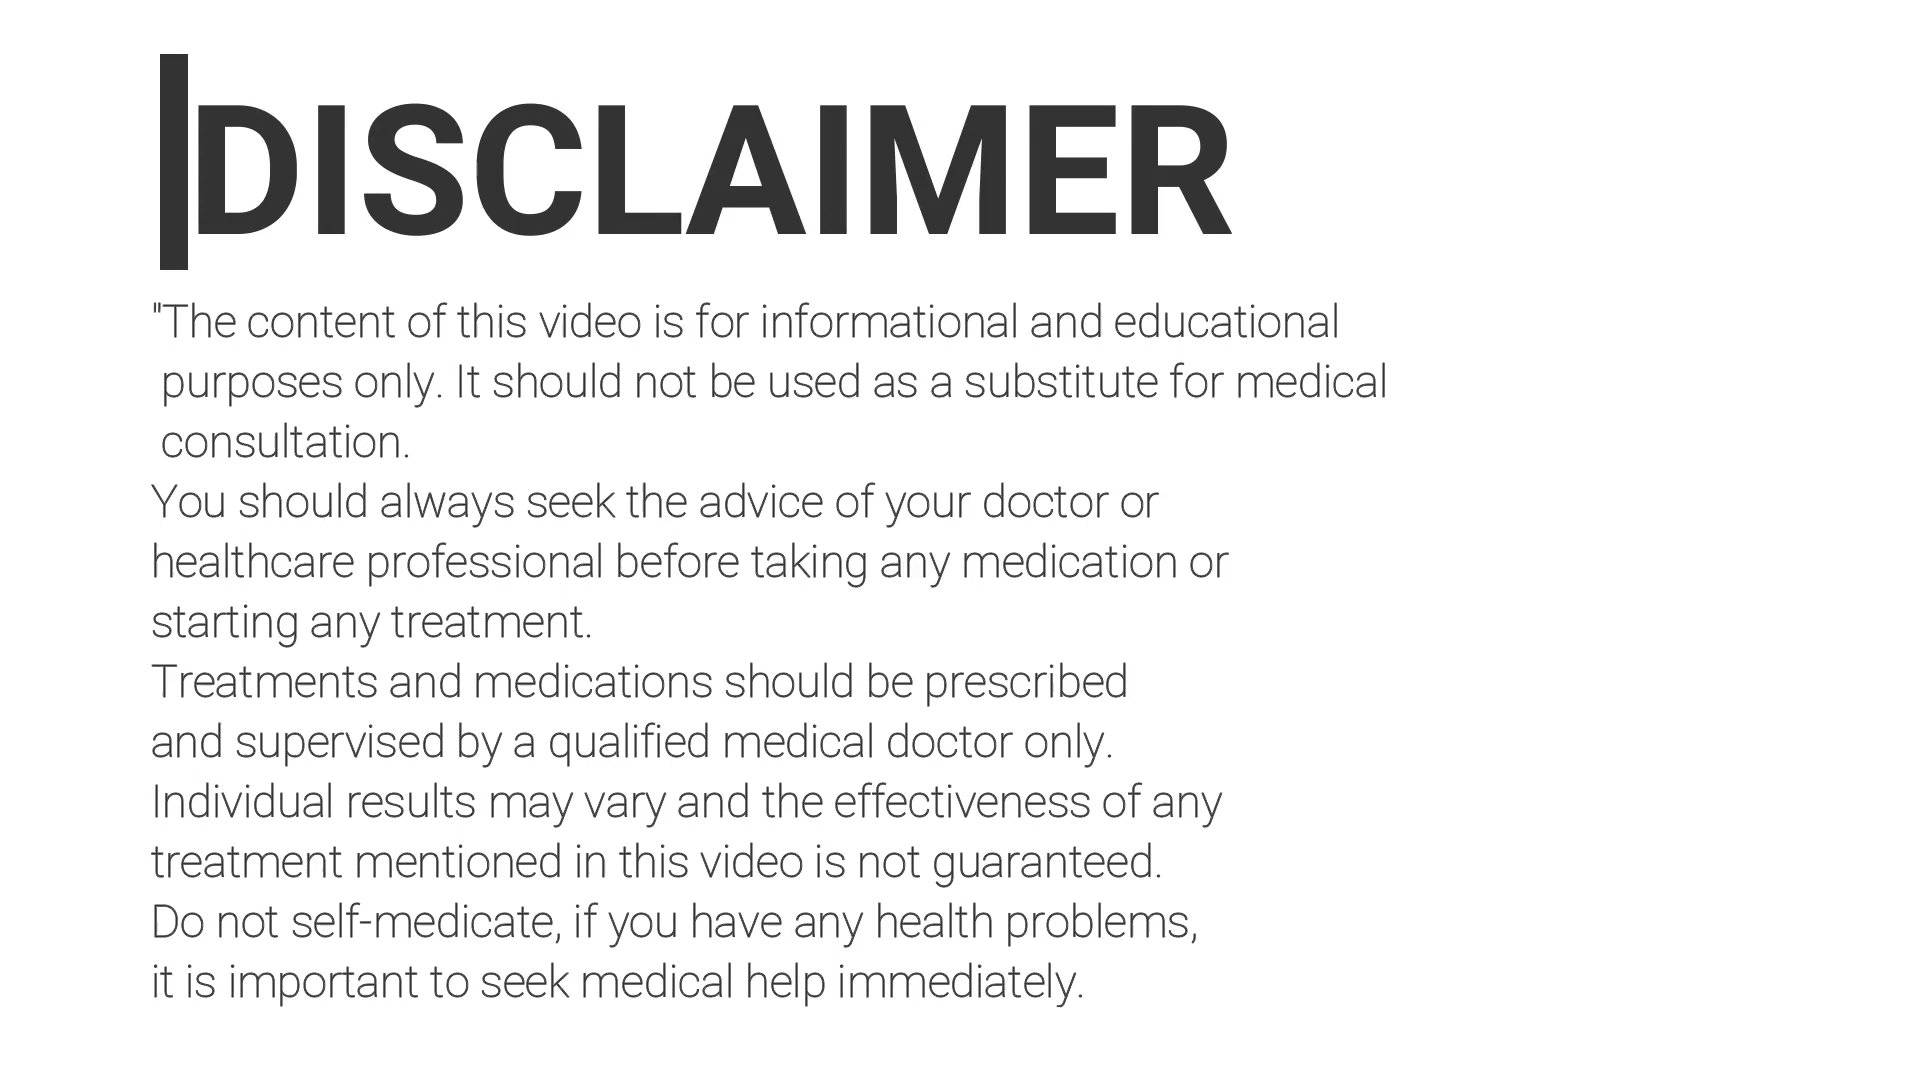 DISCLAIMER
"The content of this video is for informational and educational
purposes only. It should not be used as a substitute for medical
consultation.
You should always seek the advice of your doctor or
healthcare professional before taking any medication or
starting any treatment.
Treatments and medications should be prescribed
and supervised by a qualified medical doctor only.
Individual results may vary and the effectiveness of any
treatment mentioned in this video is not guaranteed.
Do not self-medicate, if you have any health problems,
it is important to seek medical help immediately.